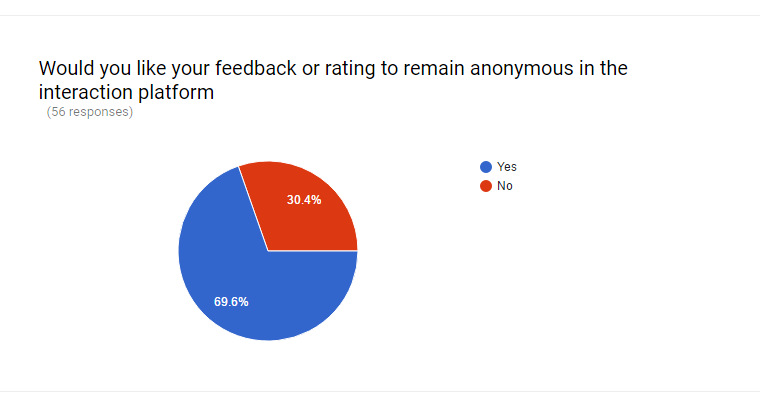 Would you like your feedback or rating to remain anonymous in the
interaction platform
(56 responses)
Yes
No
30.4%
69.6%